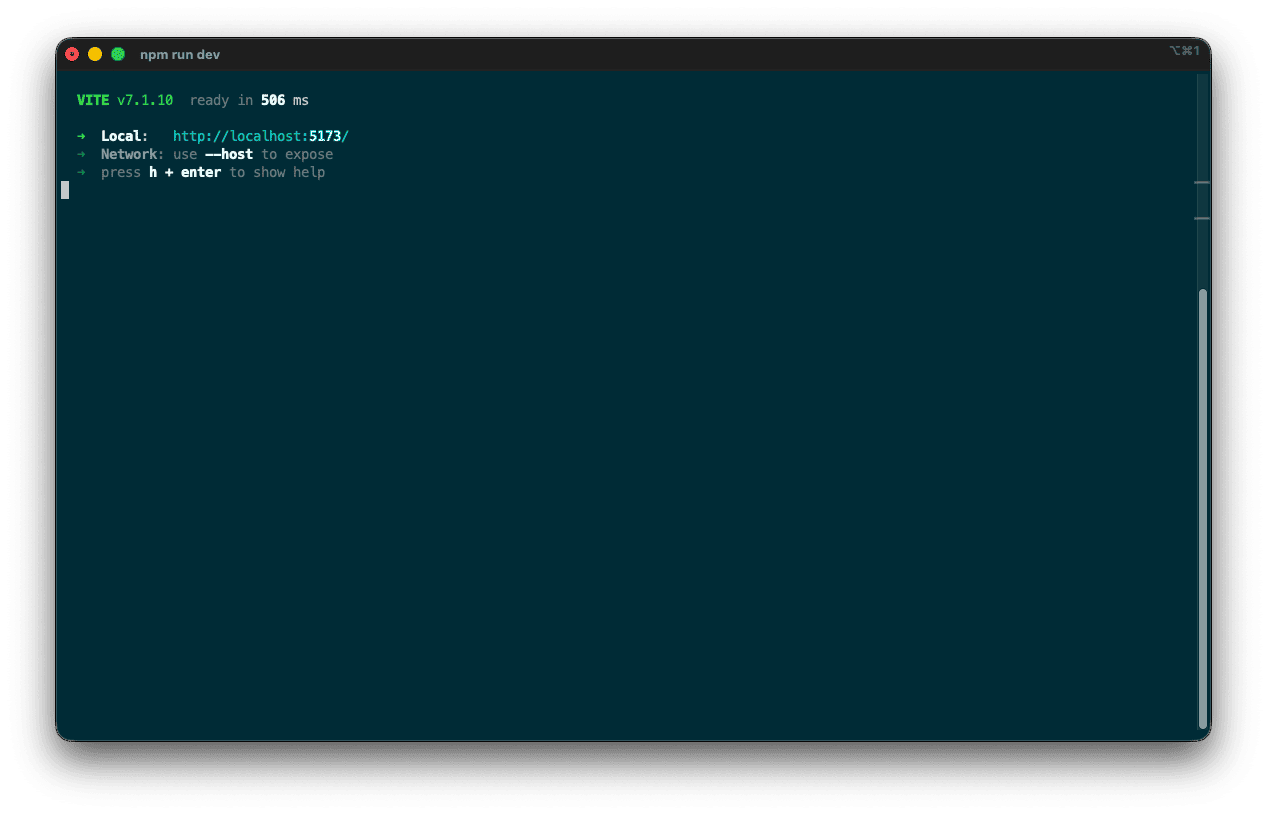 npm run dev
⌥⌘1
VITE v7.1.10  ready in 506 ms
➜  Local:   http://localhost:5173/
➜  Network: use --host to expose
➜  press h + enter to show help